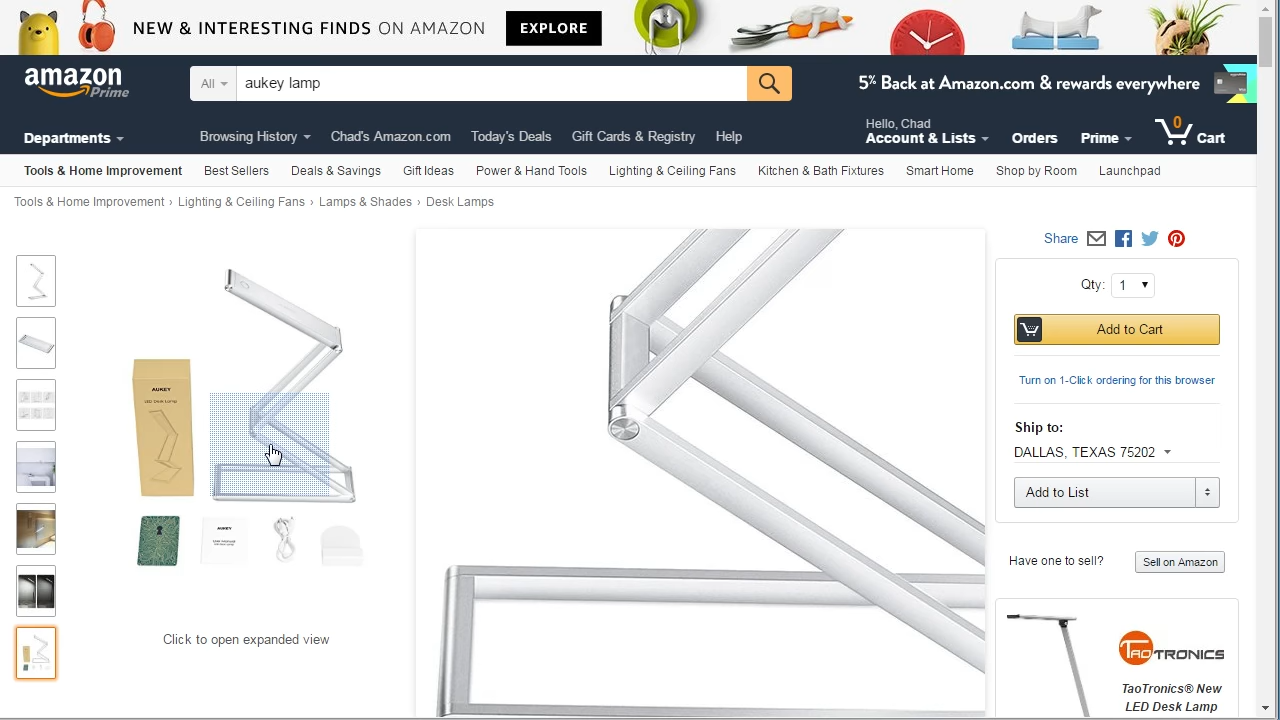 NEW & INTERESTING FINDS ON AMAZON EXPLORE
amazon Prime
All
aukey lamp
5% Back at Amazon.com & rewards everywhere
Departments
Browsing History
Chad's Amazon.com
Today's Deals
Gift Cards & Registry
Help
Hello, Chad
Account & Lists
Orders
Prime
0
Cart
Tools & Home Improvement
Best Sellers
Deals & Savings
Gift Ideas
Power & Hand Tools
Lighting & Ceiling Fans
Kitchen & Bath Fixtures
Smart Home
Shop by Room
Launchpad
Tools & Home Improvement › Lighting & Ceiling Fans › Lamps & Shades › Desk Lamps
AUKEY
LED DESK LAMP
AUKEY
Click to open expanded view
Share
Qty: 1
Add to Cart
Turn on 1-Click ordering for this browser
Ship to:
DALLAS, TEXAS 75202
Add to List
Have one to sell?
Sell on Amazon
TAOTRONICS
TaoTronics® New
LED Desk Lamp